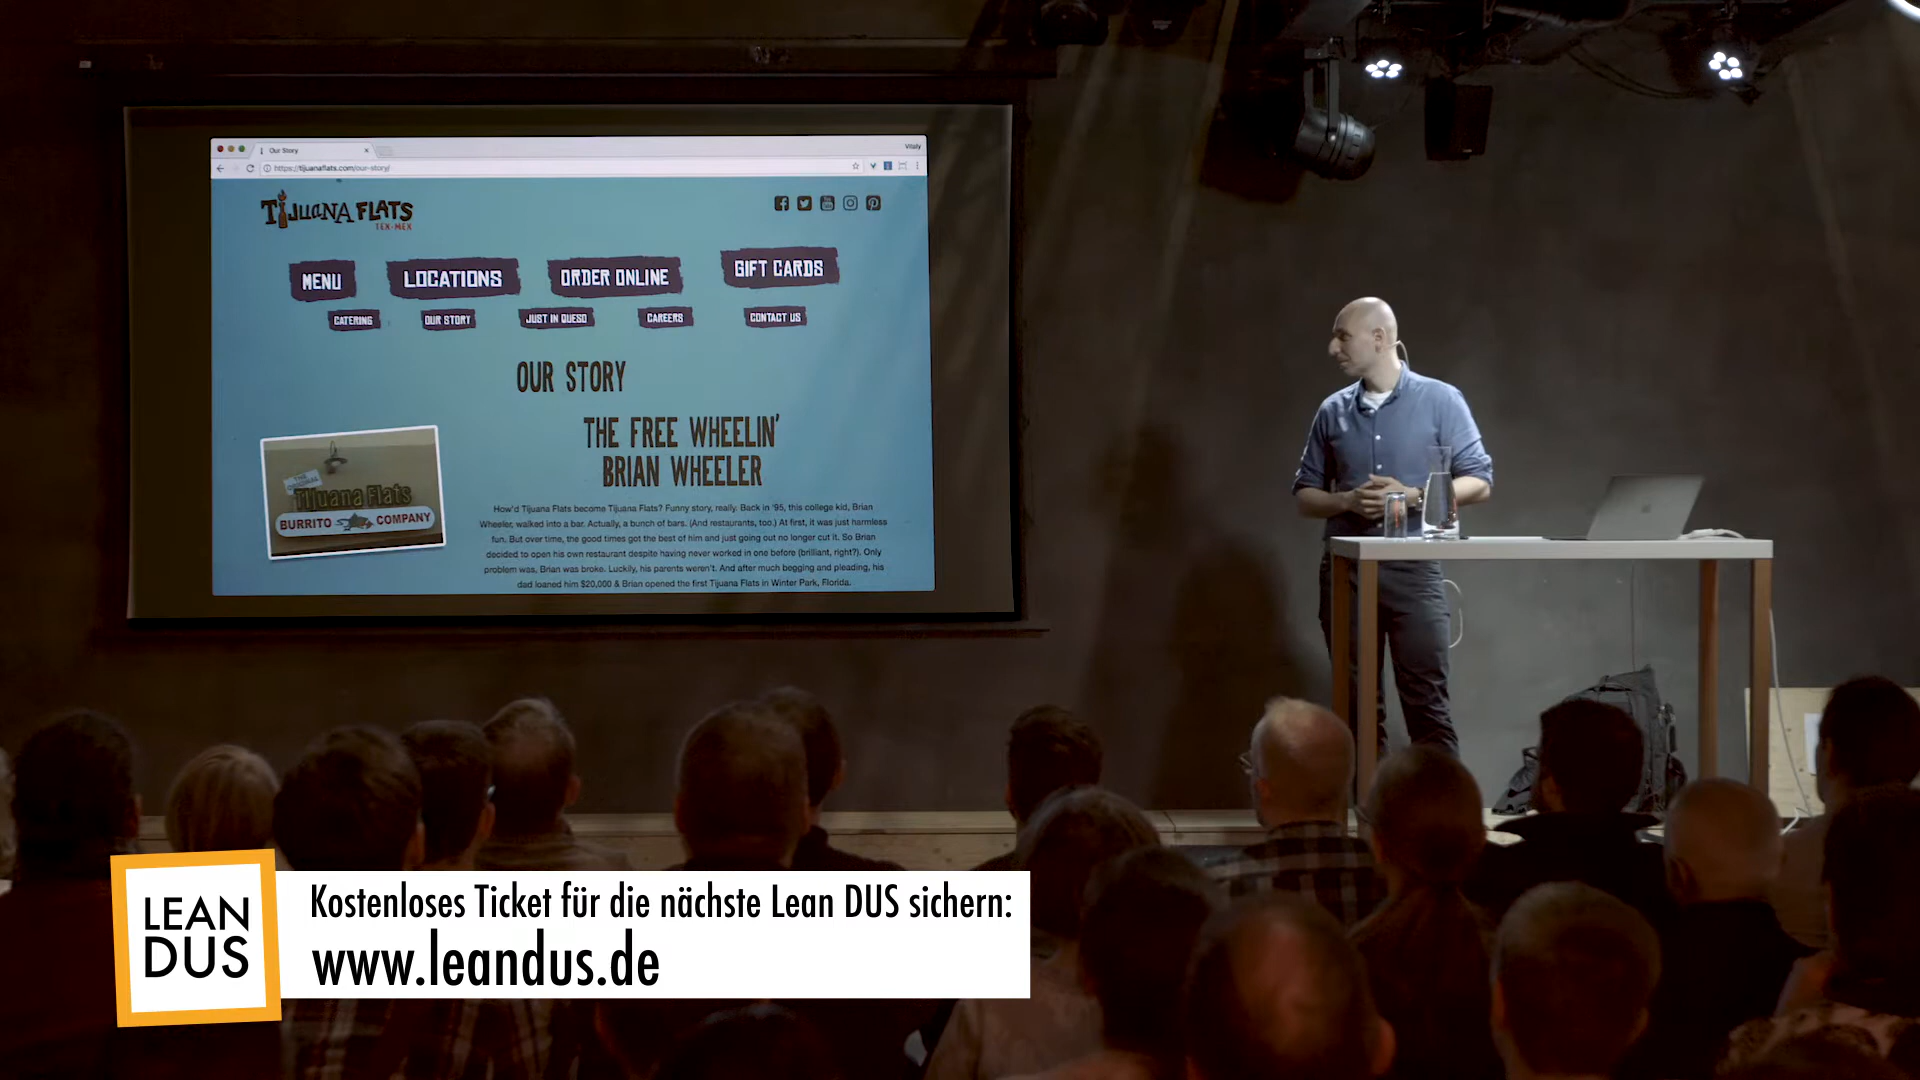 Our Story
Vitaly
https://tijuanaflats.com/our-story/
TIJUANA FLATS
TEX-MEX
MENU
LOCATIONS
ORDER ONLINE
GIFT CARDS
CATERING
OUR STORY
JUST IN QUESO
CAREERS
CONTACT US
OUR STORY
THE FREE WHEELIN'
BRIAN WHEELER
THE
ORIGINAL
Tijuana Flats
BURRITO COMPANY
How'd Tijuana Flats become Tijuana Flats? Funny story, really. Back in '95, this college kid, Brian
Wheeler, walked into a bar. Actually, a bunch of bars. (And restaurants, too.) At first, it was just harmless
fun. But over time, the good times got the best of him and just going out no longer cut it. So Brian
decided to open his own restaurant despite having never worked in one before (brilliant, right?). Only
problem was, Brian was broke. Luckily, his parents weren't. And after much begging and pleading, his
dad loaned him $20,000 & Brian opened the first Tijuana Flats in Winter Park, Florida.
LEAN
DUS
Kostenloses Ticket für die nächste Lean DUS sichern:
www.leandus.de